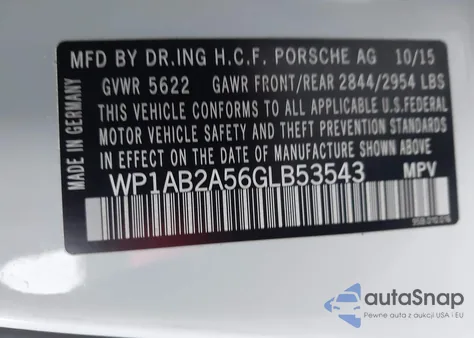 MFD BY DR.ING H.C.F. PORSCHE AG 10/15
GVWR 5622 GAWR FRONT/REAR 2844/2954 LBS
THIS VEHICLE CONFORMS TO ALL APPLICABLE U.S.FEDERAL
MOTOR VEHICLE SAFETY AND THEFT PREVENTION STANDARDS
IN EFFECT ON THE DATE OF MANUFACTURE SHOWN ABOVE.
WP1AB2A56GLB53543 MPV
MADE IN GERMANY
autoSnap
Pewne auta z aukcji USA i EU